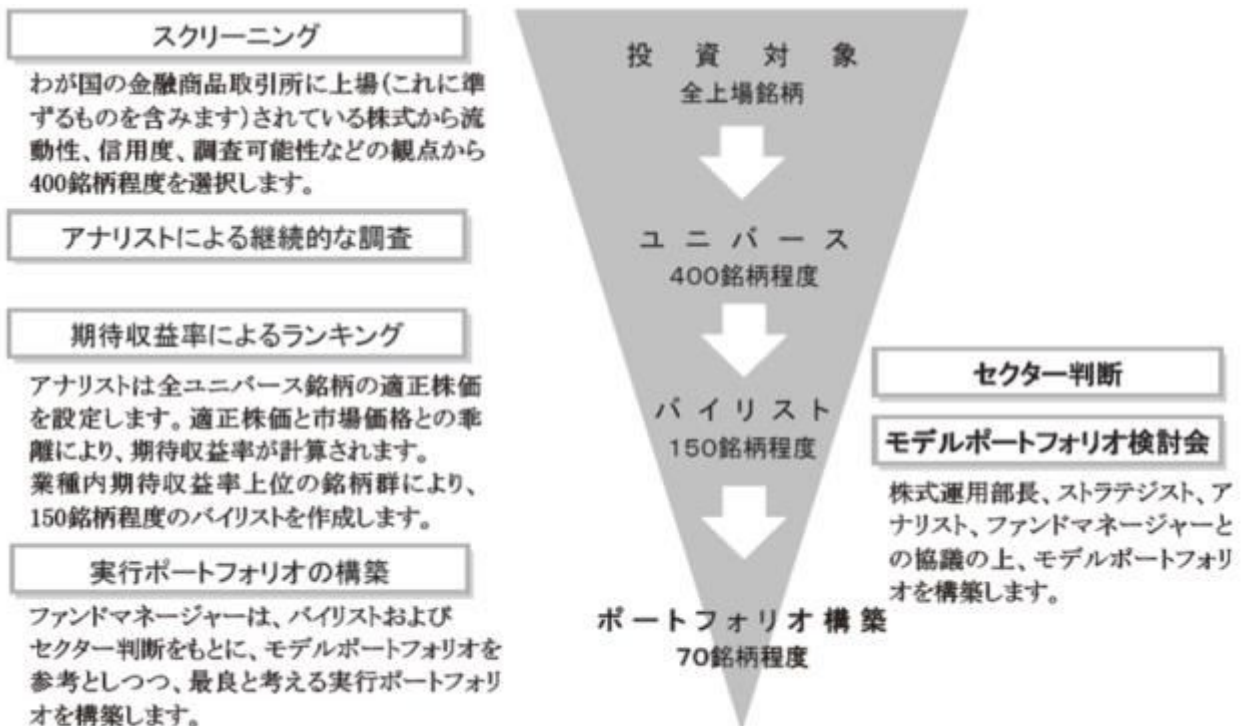 スクリーニング
わが国の金融商品取引所に上場(これに準
ずるものを含みます)されている株式から流
動性、信用度、調査可能性などの観点から
400銘柄程度を選択します。
アナリストによる継続的な調査
期待収益率によるランキング
アナリストは全ユニバース銘柄の適正株価
を設定します。適正株価と市場価格との乖
離により、期待収益率が計算されます。
業種内期待収益率上位の銘柄群により、
150銘柄程度のバイリストを作成します。
実行ポートフォリオの構築
ファンドマネージャーは、バイリストおよび
セクター判断をもとに、モデルポートフォリオを
参考としつつ、最良と考える実行ポートフォリ
オを構築します。
投資対象
全上場銘柄
ユニバース
400銘柄程度
バイリスト
150銘柄程度
ポートフォリオ構築
70銘柄程度
セクター判断
モデルポートフォリオ検討会
株式運用部長、ストラテジスト、ア
ナリスト、ファンドマネージャーと
の協議の上、モデルポートフォリ
オを構築します。